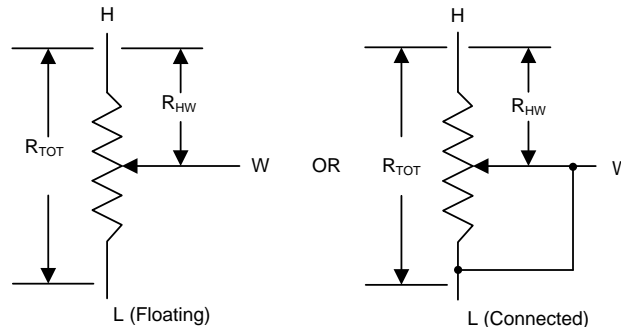 H
H
R_HW
R_HW
R_TOT
R_TOT
W
OR
W
L (Floating)
L (Connected)